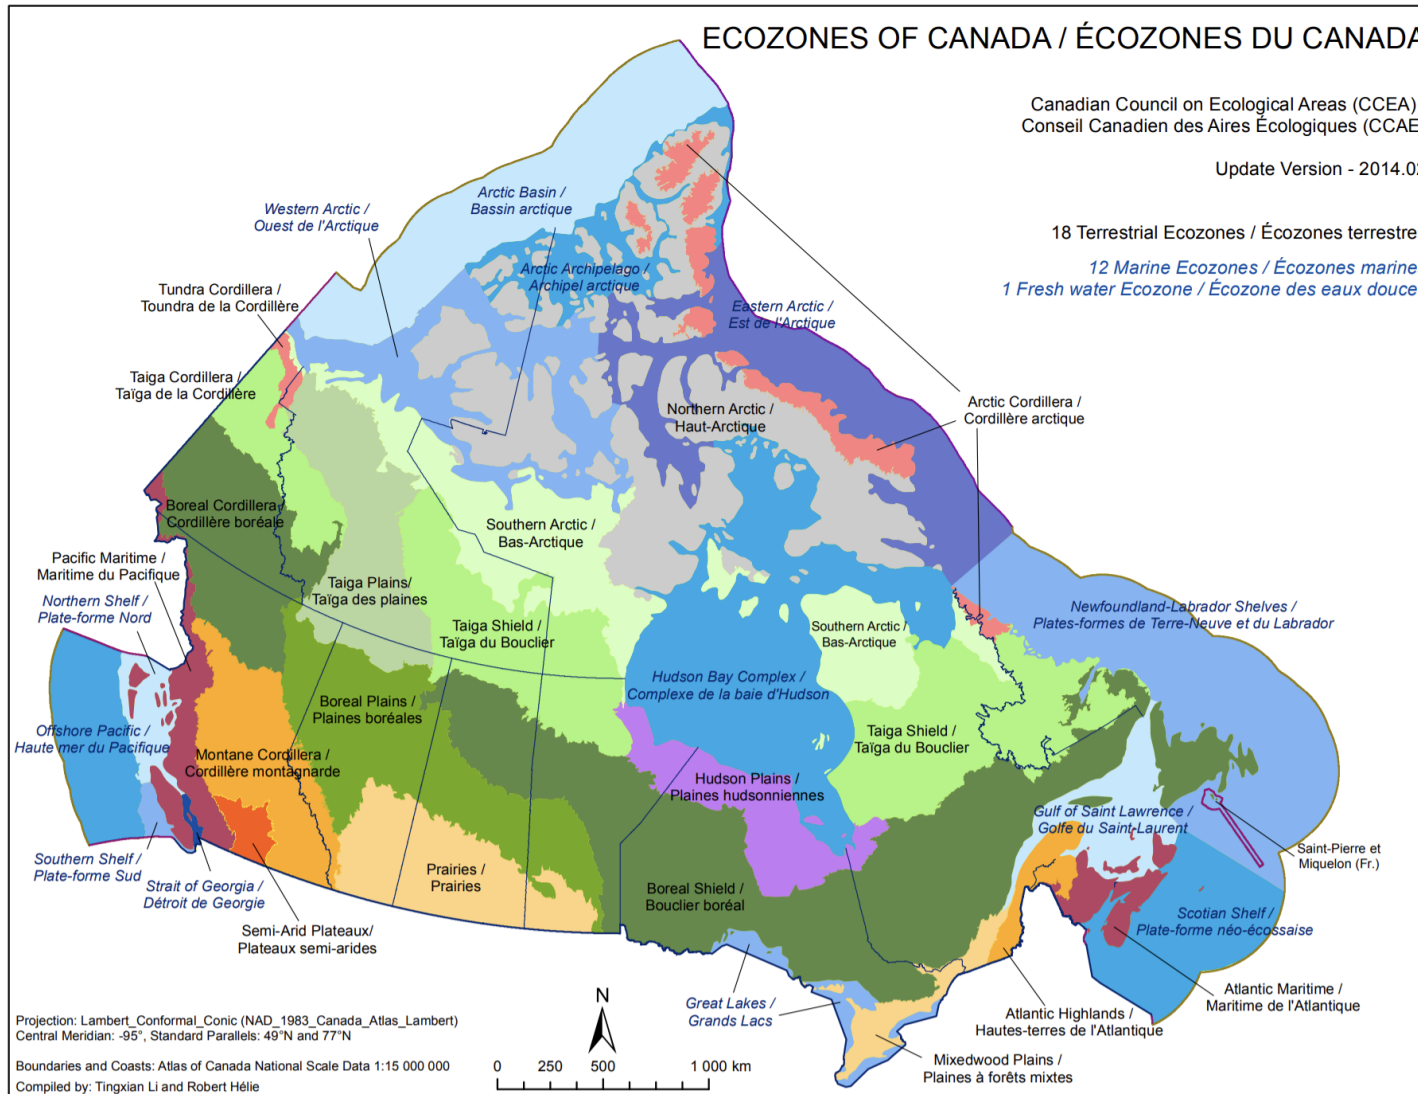 ECOZONES OF CANADA / ÉCOZONES DU CANADA
Canadian Council on Ecological Areas (CCEA)
Conseil Canadien des Aires Écologiques (CCAE
Update Version - 2014.02
18 Terrestrial Ecozones / Écozones terrestre
12 Marine Ecozones / Écozones marine
1 Fresh water Ecozone / Écozone des eaux douce
Arctic Basin /
Bassin arctique
Western Arctic /
Ouest de l'Arctique
Arctic Archipelago /
Archipel arctique
Tundra Cordillera /
Toundra de la Cordillère
Eastern Arctic /
Est de l'Arctique
Taiga Cordillera /
Taïga de la Cordillère
Arctic Cordillera /
Cordillère arctique
Northern Arctic /
Haut-Arctique
Boreal Cordillera /
Cordillère boréale
Southern Arctic /
Bas-Arctique
Pacific Maritime /
Maritime du Pacifique
Taiga Plains/
Taïga des plaines
Northern Shelf /
Plate-forme Nord
Newfoundland-Labrador Shelves /
Plates-formes de Terre-Neuve et du Labrador
Taiga Shield /
Taïga du Bouclier
Southern Arctic /
Bas-Arctique
Hudson Bay Complex /
Complexe de la baie d'Hudson
Boreal Plains /
Plaines boréales
Offshore Pacific /
Haute mer du Pacifique
Taiga Shield /
Taïga du Bouclier
Montane Cordillera /
Cordillère montagnarde
Hudson Plains /
Plaines hudsonniennes
Gulf of Saint Lawrence /
Golfe du Saint-Laurent
Saint-Pierre et
Miquelon (Fr.)
Southern Shelf /
Plate-forme Sud
Prairies /
Prairies
Strait of Georgia /
Détroit de Georgie
Boreal Shield /
Bouclier boréal
Scotian Shelf /
Plate-forme néo-écossaise
Semi-Arid Plateaux/
Plateaux semi-arides
Great Lakes /
Grands Lacs
Atlantic Maritime /
Maritime de l'Atlantique
Atlantic Highlands /
Hautes-terres de l'Atlantique
Mixedwood Plains /
Plaines à forêts mixtes
N
0 250 500 1 000 km
Projection: Lambert_Conformal_Conic (NAD_1983_Canada_Atlas_Lambert)
Central Meridian: -95°, Standard Parallels: 49°N and 77°N
Boundaries and Coasts: Atlas of Canada National Scale Data 1:15 000 000
Compiled by: Tingxian Li and Robert Hélie